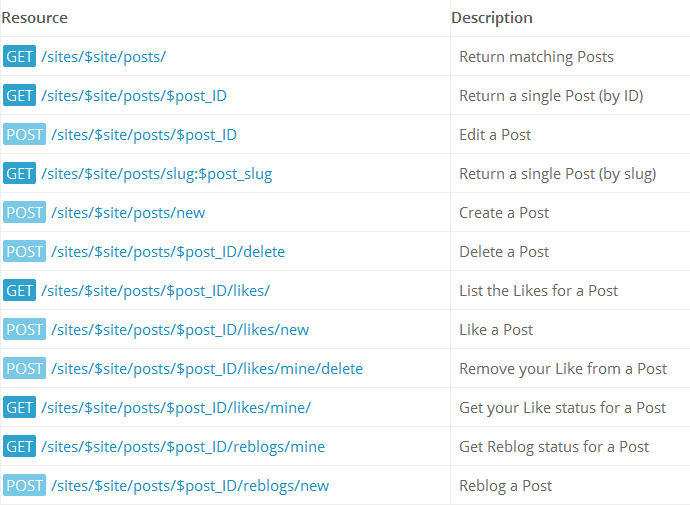 Resource Description
GET /sites/$site/posts/ Return matching Posts
GET /sites/$site/posts/$post_ID Return a single Post (by ID)
POST /sites/$site/posts/$post_ID Edit a Post
GET /sites/$site/posts/slug:$post_slug Return a single Post (by slug)
POST /sites/$site/posts/new Create a Post
POST /sites/$site/posts/$post_ID/delete Delete a Post
GET /sites/$site/posts/$post_ID/likes/ List the Likes for a Post
POST /sites/$site/posts/$post_ID/likes/new Like a Post
POST /sites/$site/posts/$post_ID/likes/mine/delete Remove your Like from a Post
GET /sites/$site/posts/$post_ID/likes/mine/ Get your Like status for a Post
GET /sites/$site/posts/$post_ID/reblogs/mine Get Reblog status for a Post
POST /sites/$site/posts/$post_ID/reblogs/new Reblog a Post